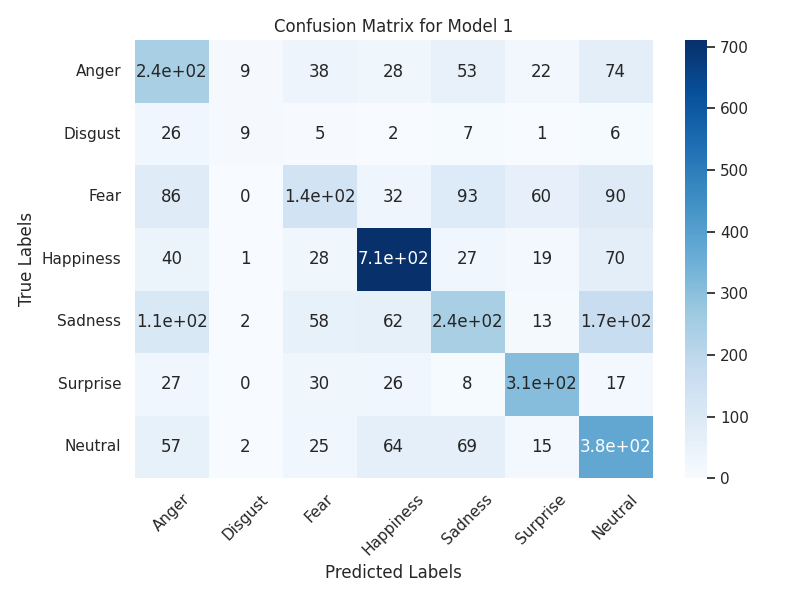 Confusion Matrix for Model 1
Anger 2.4e+02 9 38 28 53 22 74
Disgust 26 9 5 2 7 1 6
Fear 86 0 1.4e+02 32 93 60 90
Happiness 40 1 28 7.1e+02 27 19 70
Sadness 1.1e+02 2 58 62 2.4e+02 13 1.7e+02
Surprise 27 0 30 26 8 3.1e+02 17
Neutral 57 2 25 64 69 15 3.8e+02
Anger Disgust Fear Happiness Sadness Surprise Neutral
Predicted Labels
True Labels
700
600
500
400
300
200
100
0